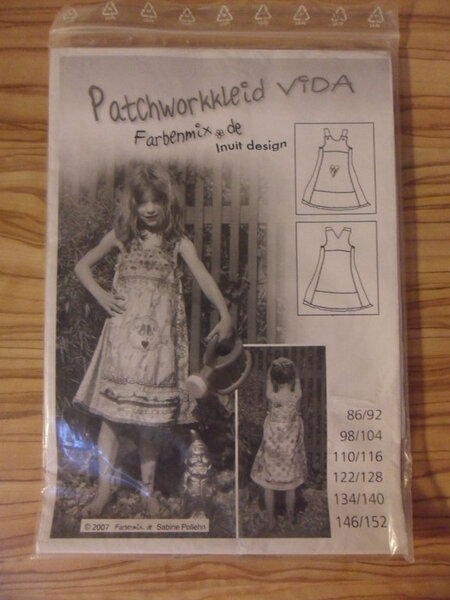 Patchworkkleid ViDA
Farbenmix.de
Inuit design
86/92
98/104
110/116
122/128
134/140
146/152
© 2007 Farbenmix.de Sabine Pollehn